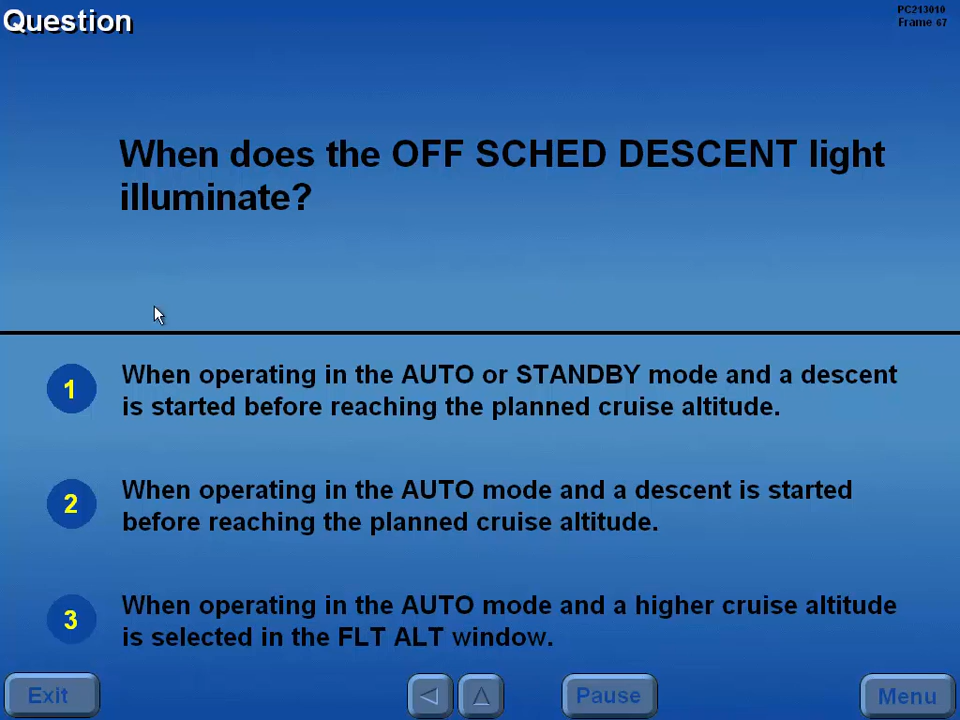 Question
PC213010
Frame 67
When does the OFF SCHED DESCENT light
illuminate?
1
When operating in the AUTO or STANDBY mode and a descent
is started before reaching the planned cruise altitude.
2
When operating in the AUTO mode and a descent is started
before reaching the planned cruise altitude.
3
When operating in the AUTO mode and a higher cruise altitude
is selected in the FLT ALT window.
Exit
Pause
Menu